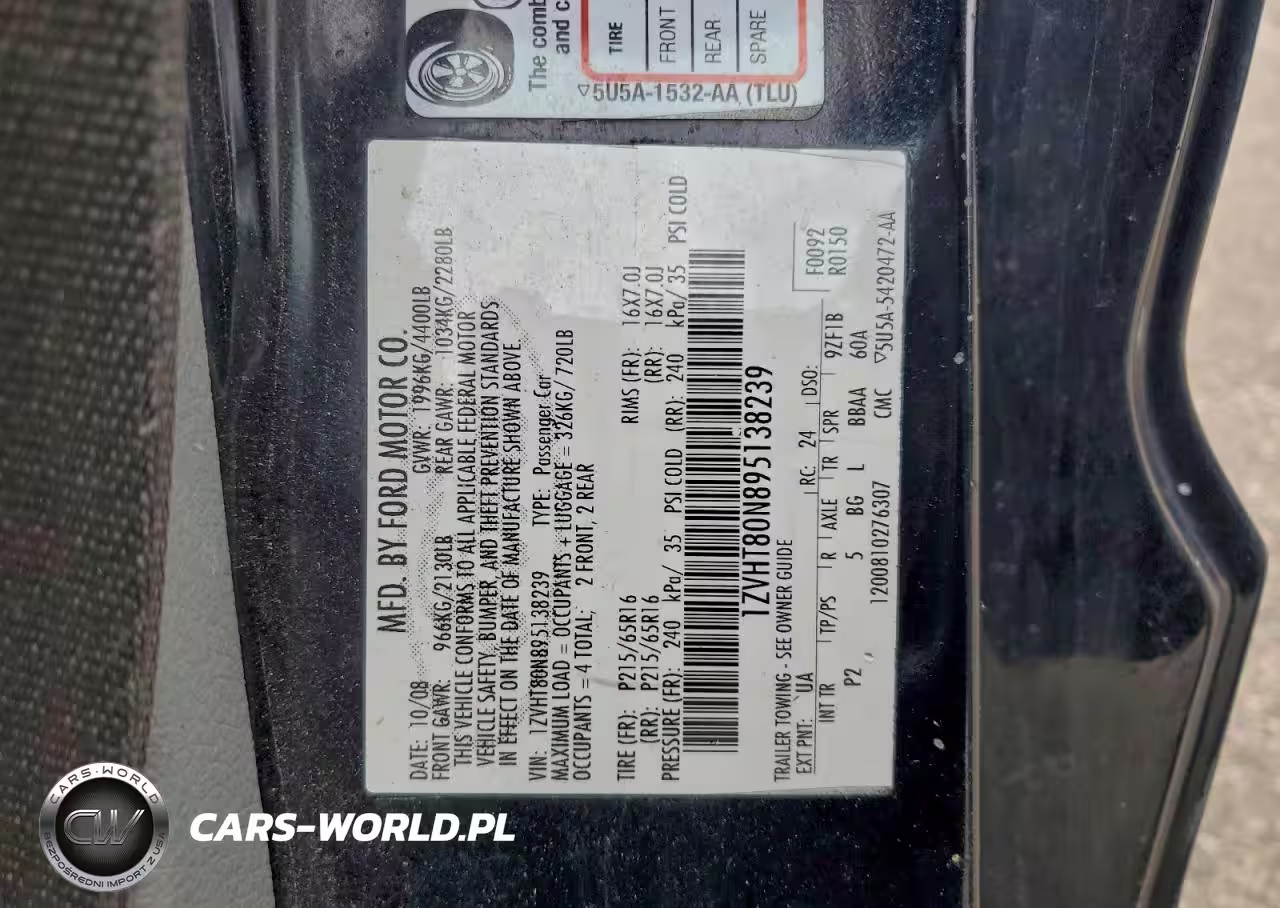 The comb
and c
TIRE
FRONT
REAR
SPARE
▽5U5A-1532-AA (TLU)
MFD. BY FORD MOTOR CO.
DATE: 10/08 GVWR: 1996KG/4400LB
FRONT GAWR: 966KG/2130LB REAR GAWR: 1034KG/2280LB
THIS VEHICLE CONFORMS TO ALL APPLICABLE FEDERAL MOTOR
VEHICLE SAFETY, BUMPER, AND THEFT PREVENTION STANDARDS
IN EFFECT ON THE DATE OF MANUFACTURE SHOWN ABOVE.
VIN: 1ZVHT80N895138239 TYPE: Passenger Car
MAXIMUM LOAD = OCCUPANTS + LUGGAGE = 326KG/720LB
OCCUPANTS = 4 TOTAL; 2 FRONT, 2 REAR
TIRE (FR): P215/65R16 RIMS (FR): 16X7.0J
(RR): P215/65R16 (RR): 16X7.0J
PRESSURE (FR): 240 kPa/ 35 PSI COLD (RR): 240 kPa/ 35 PSI COLD
1ZVHT80N895138239
TRAILER TOWING - SEE OWNER GUIDE
F0092
R0150
EXT PNT: UA RC: 24 DSO:
INT TR TP/PS R AXLE TR SPR 9ZF1B
P2 5 BG L BBAA 60A
1200810276307 CMC ▽5U5A-5420472-AA
CARS-WORLD
CW
BEZPOŚREDNI IMPORT Z USA
CARS-WORLD.PL